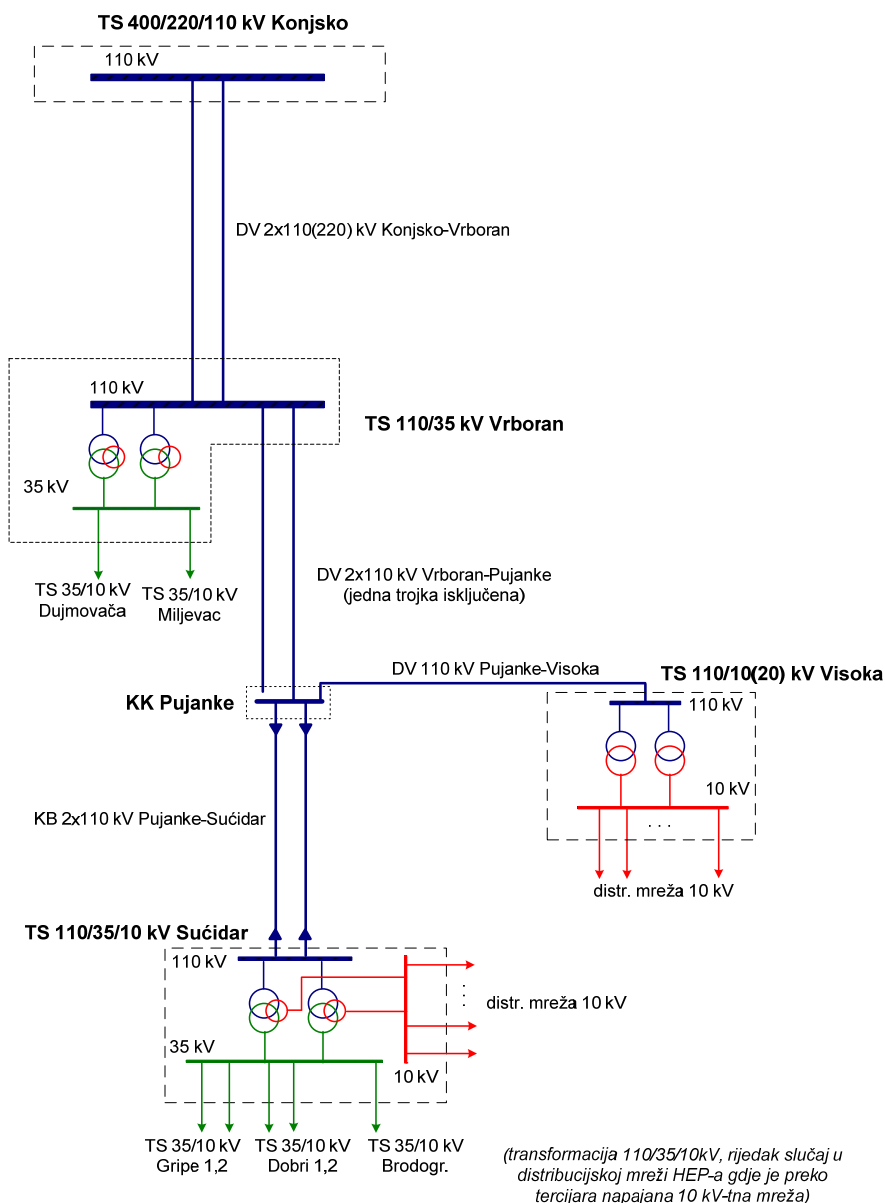 TS 400/220/110 kV Konjsko
110 kV
DV 2x110(220) kV Konjsko-Vrboran
110 kV
TS 110/35 kV Vrboran
35 kV
TS 35/10 kV
Dujmovača
TS 35/10 kV
Miljevac
DV 2x110 kV Vrboran-Pujanke
(jedna trojka isključena)
DV 110 kV Pujanke-Visoka
TS 110/10(20) kV Visoka
KK Pujanke
110 kV
10 kV
. . .
distr. mreža 10 kV
KB 2x110 kV Pujanke-Sućidar
TS 110/35/10 kV Sućidar
110 kV
. . .
distr. mreža 10 kV
35 kV
10 kV
TS 35/10 kV
Gripe 1,2
TS 35/10 kV
Dobri 1,2
TS 35/10 kV
Brodogr.
(transformacija 110/35/10kV, rijedak slučaj u
distribucijskoj mreži HEP-a gdje je preko
tercijara napajana 10 kV-tna mreža)